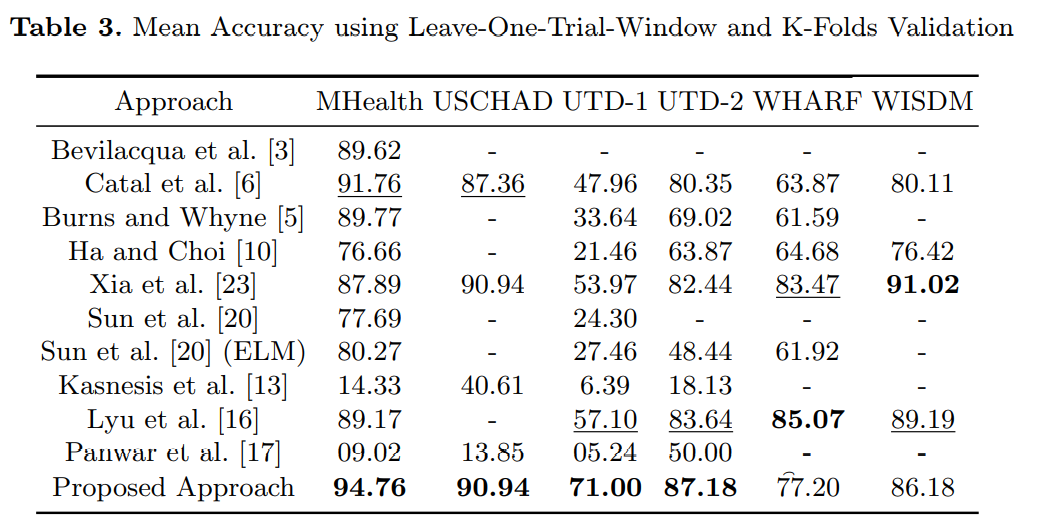 Table 3. Mean Accuracy using Leave-One-Trial-Window and K-Folds Validation
Approach MHealth USCHAD UTD-1 UTD-2 WHARF WISDM
Bevilacqua et al. [3] 89.62 - - - - -
Catal et al. [6] 91.76 87.36 47.96 80.35 63.87 80.11
Burns and Whyne [5] 89.77 - 33.64 69.02 61.59 -
Ha and Choi [10] 76.66 21.46 63.87 64.68 76.42
Xia et al. [23] 87.89 90.94 53.97 82.44 83.47 91.02
Sun et al. [20] 77.69 - 24.30 - - -
Sun et al. [20] (ELM) 80.27 - 27.46 48.44 61.92 -
Kasnesis et al. [13] 14.33 40.61 6.39 18.13 - -
Lyu et al. [16] 89.17 - 57.10 83.64 85.07 89.19
Panwar et al. [17] 09.02 13.85 05.24 50.00 - -
Proposed Approach 94.76 90.94 71.00 87.18 77.20 86.18